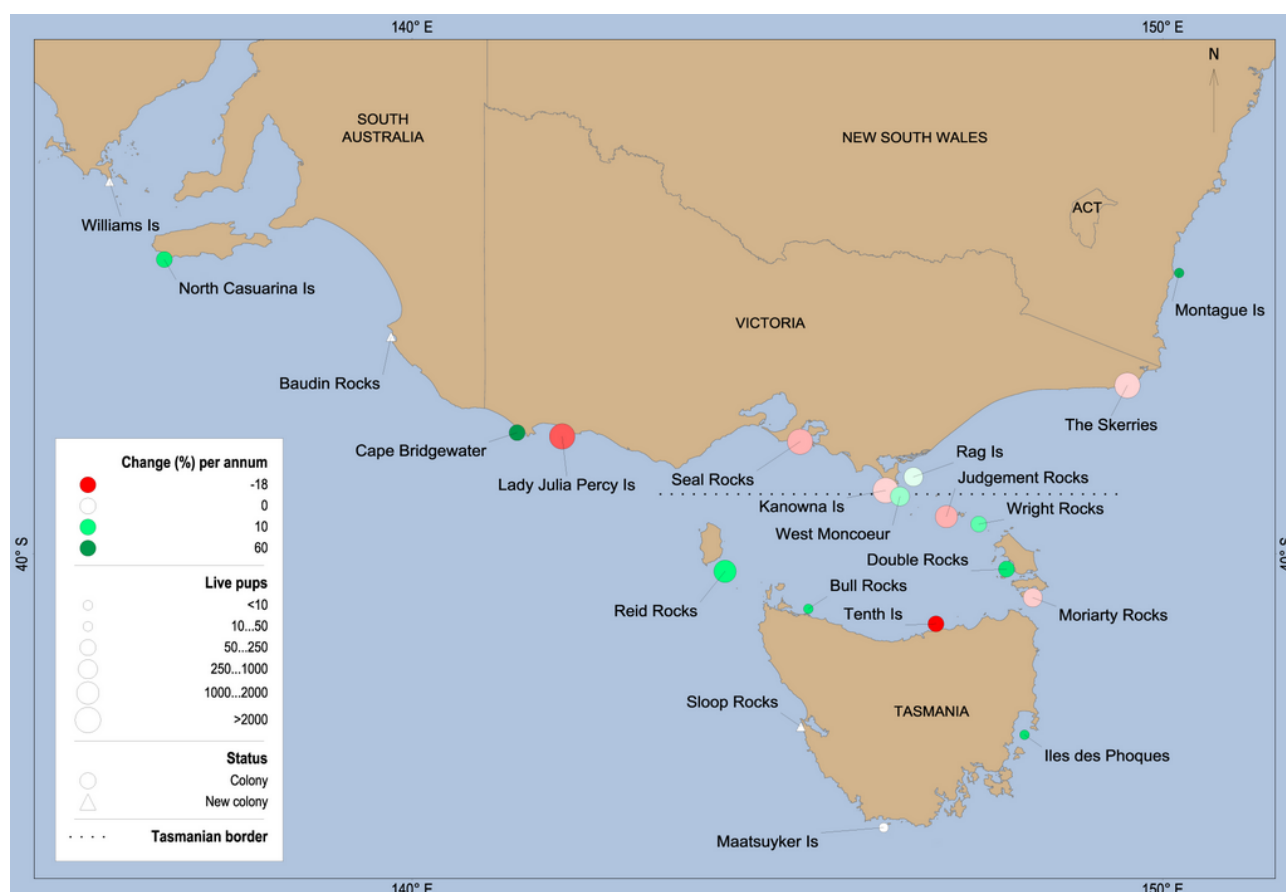 140° E
150° E
N
SOUTH
AUSTRALIA
NEW SOUTH WALES
ACT
Williams Is
North Casuarina Is
Montague Is
VICTORIA
Baudin Rocks
The Skerries
Cape Bridgewater
Lady Julia Percy Is
Seal Rocks
Rag Is
Judgement Rocks
Kanowna Is
Wright Rocks
West Moncoeur
Double Rocks
40° S
40° S
Reid Rocks
Bull Rocks
Tenth Is
Moriarty Rocks
Sloop Rocks
TASMANIA
Iles des Phoques
Maatsuyker Is
Change (%) per annum
-18
0
10
60
Live pups
<10
10...50
50...250
250...1000
1000...2000
>2000
Status
Colony
New colony
Tasmanian border
140° E
150° E